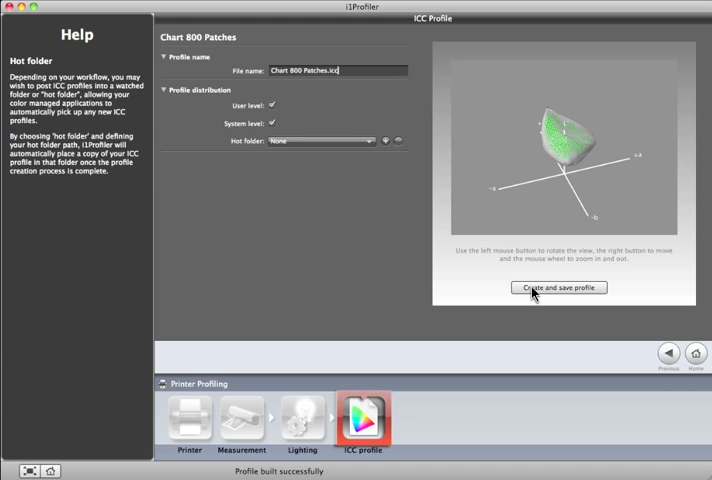 i1Profiler
ICC Profile
Help
Hot folder
Depending on your workflow, you may
wish to post ICC profiles into a watched
folder or "hot folder", allowing your
color managed applications to
automatically pick up any new ICC
profiles.
By choosing 'hot folder' and defining
your hot folder path, i1Profiler will
automatically place a copy of your ICC
profile in that folder once the profile
creation process is complete.
Chart 800 Patches
Profile name
File name: Chart 800 Patches.icc
Profile distribution
User level:
System level:
Hot folder: None
+a
-a
-b
Use the left mouse button to rotate the view, the right button to move
and the mouse wheel to zoom in and out.
Create and save profile
Previous
Home
Printer Profiling
Printer
Measurement
Lighting
ICC profile
Profile built successfully